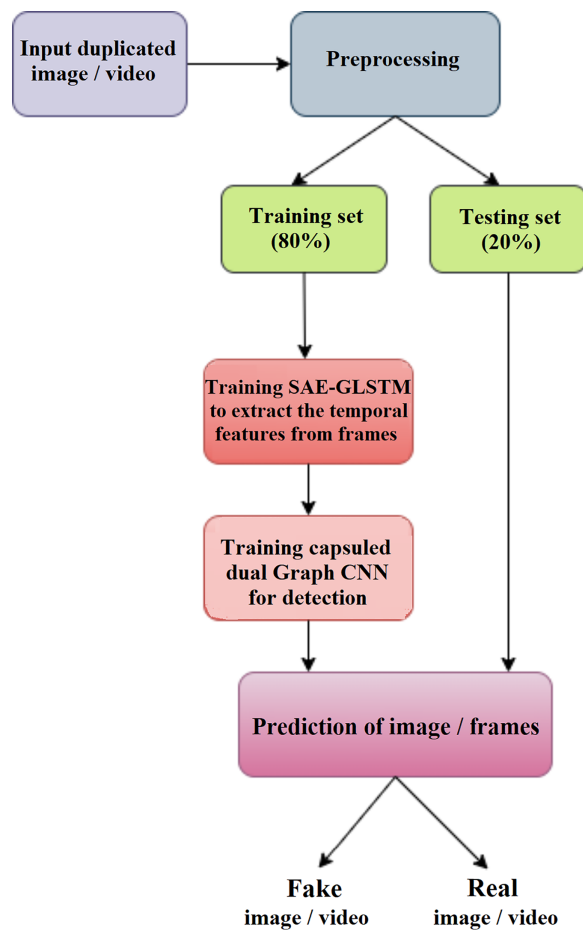 Input duplicated
image / video
Preprocessing
Training set
(80%)
Testing set
(20%)
Training SAE-GLSTM
to extract the temporal
features from frames
Training capsuled
dual Graph CNN
for detection
Prediction of image / frames
Fake
image / video
Real
image / video